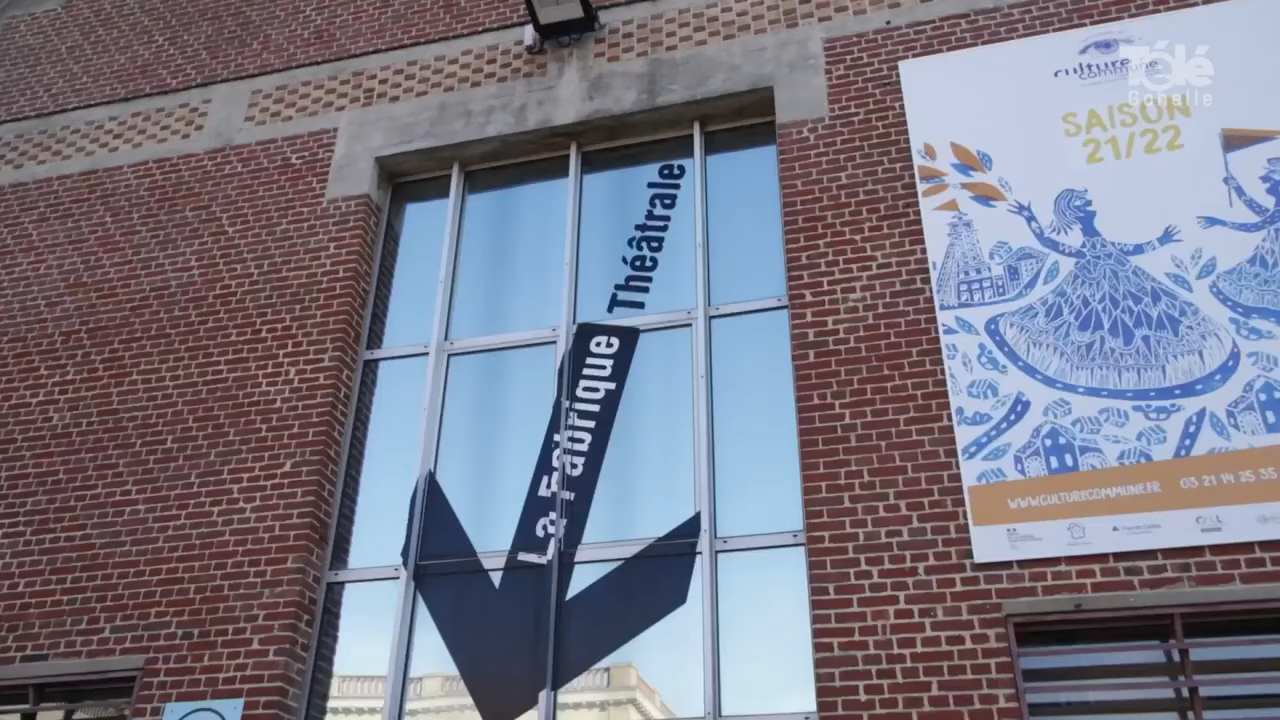 La Fabrique Théâtrale
culture commune
SAISON
21/22
WWW.CULTURECOMMUNE.FR 03 21 14 25 35
Télé
Gohelle